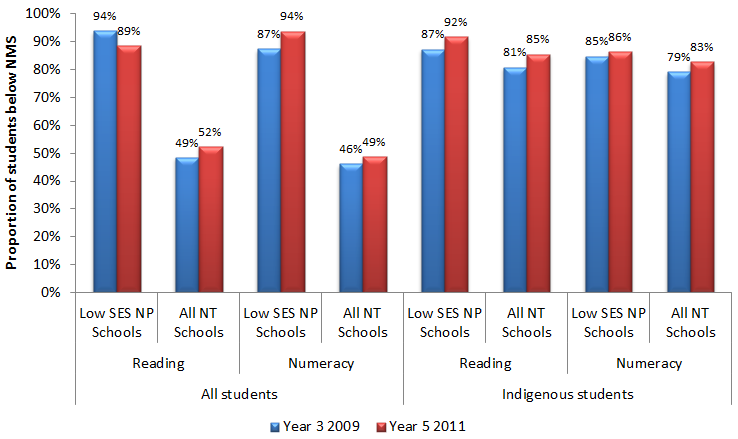 Proportion of students below NMS
100%
90%
80%
70%
60%
50%
40%
30%
20%
10%
0%
94%
89%
49%
52%
87%
94%
46%
49%
87%
92%
81%
85%
85%
86%
79%
83%
Low SES NP Schools
All NT Schools
Low SES NP Schools
All NT Schools
Low SES NP Schools
All NT Schools
Low SES NP Schools
All NT Schools
Reading
Numeracy
Reading
Numeracy
All students
Indigenous students
Year 3 2009
Year 5 2011